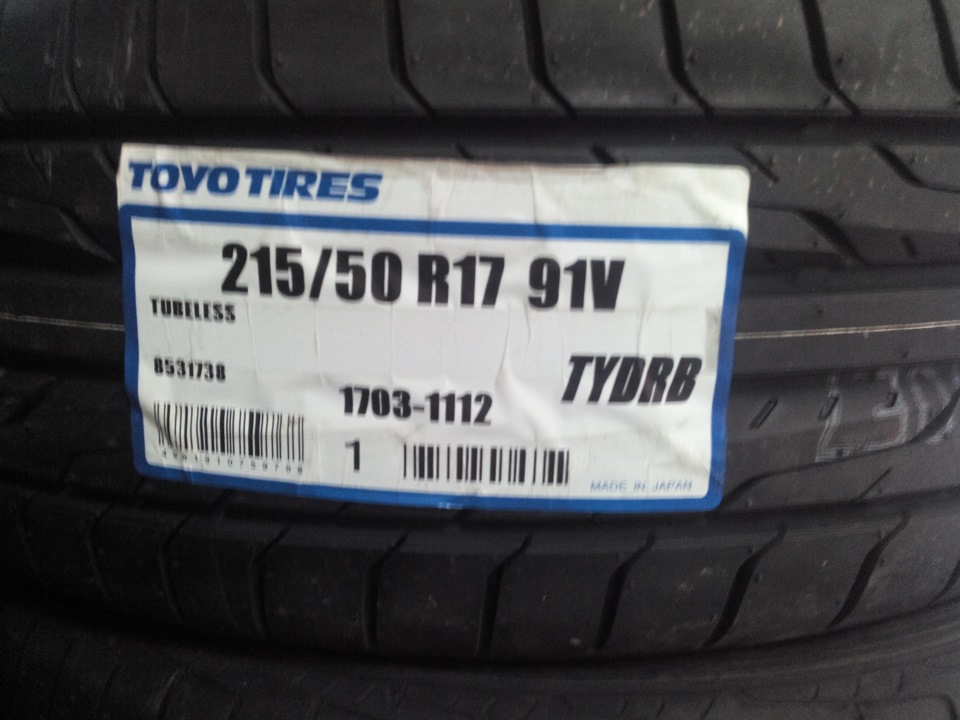 TOYO TIRES
215/50 R17 91V
TUBELESS
8531738
TYDRB
1703-1112
1
MADE IN JAPAN